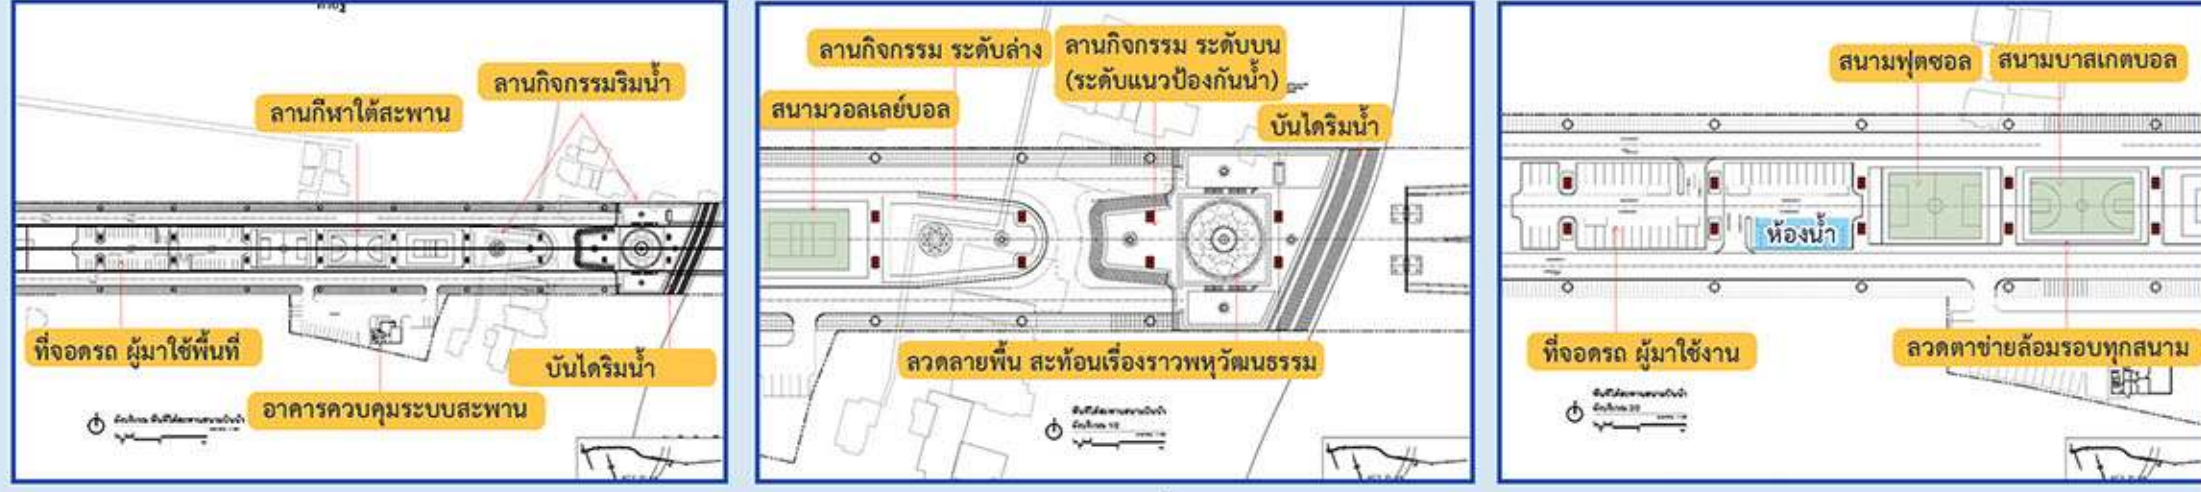 ลานกิจกรรมริมน้ำ
ลานกีฬาใต้สะพาน
ที่จอดรถ ผู้มาใช้พื้นที่
บันไดริมน้ำ
อาคารควบคุมระบบสะพาน
ลานกิจกรรม ระดับล่าง
ลานกิจกรรม ระดับบน
(ระดับแนวป้องกันน้ำ)
สนามวอลเลย์บอล
บันไดริมน้ำ
ลวดลายพื้น สะท้อนเรื่องราวพหุวัฒนธรรม
สนามฟุตซอล
สนามบาสเกตบอล
ห้องน้ำ
ที่จอดรถ ผู้มาใช้งาน
ลวดตาข่ายล้อมรอบทุกสนาม